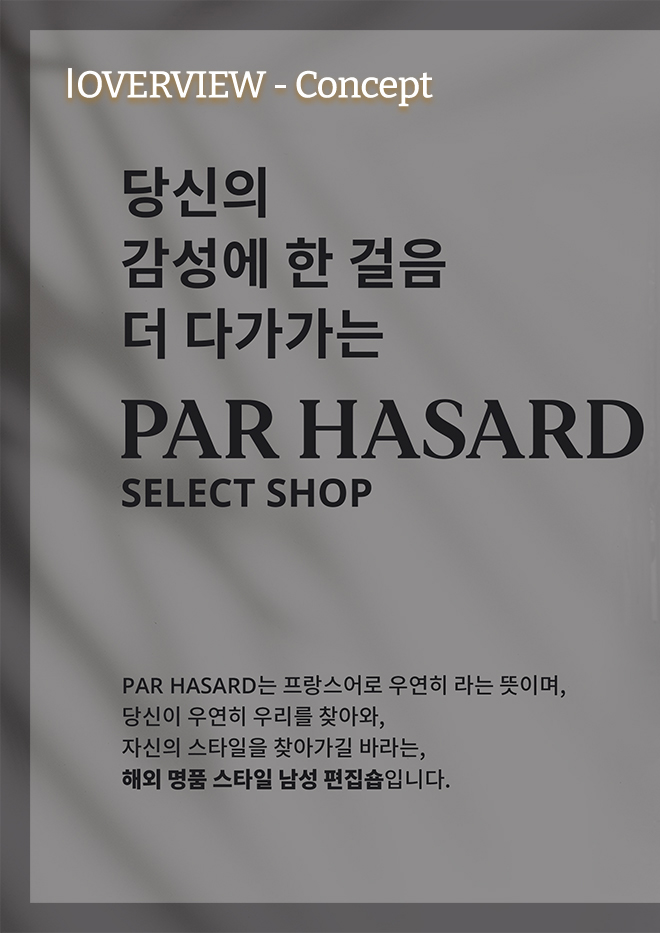 |OVERVIEW - Concept
당신의
감성에 한 걸음
더 다가가는
PAR HASARD
SELECT SHOP
PAR HASARD는 프랑스어로 우연히 라는 뜻이며,
당신이 우연히 우리를 찾아와,
자신의 스타일을 찾아가길 바라는,
해외 명품 스타일 남성 편집숍입니다.